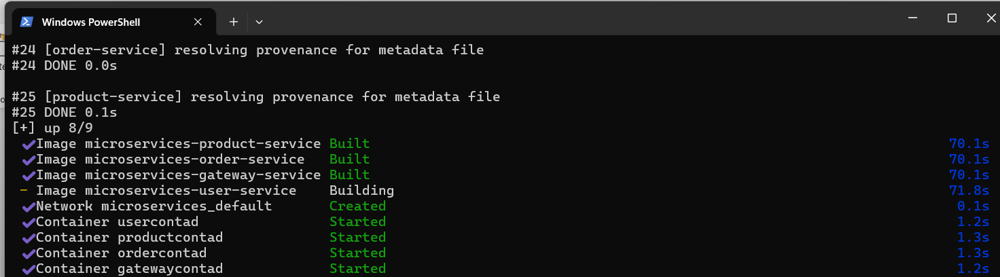 Windows PowerShell
#24 [order-service] resolving provenance for metadata file
#24 DONE 0.0s
#25 [product-service] resolving provenance for metadata file
#25 DONE 0.1s
[+] up 8/9
✔Image microservices-product-service Built 70.1s
✔Image microservices-order-service Built 70.1s
✔Image microservices-gateway-service Built 70.1s
- Image microservices-user-service Building 71.8s
✔Network microservices_default Created 0.1s
✔Container usercontad Started 1.2s
✔Container productcontad Started 1.3s
✔Container ordercontad Started 1.3s
✔Container gatewaycontad Started 1.2s